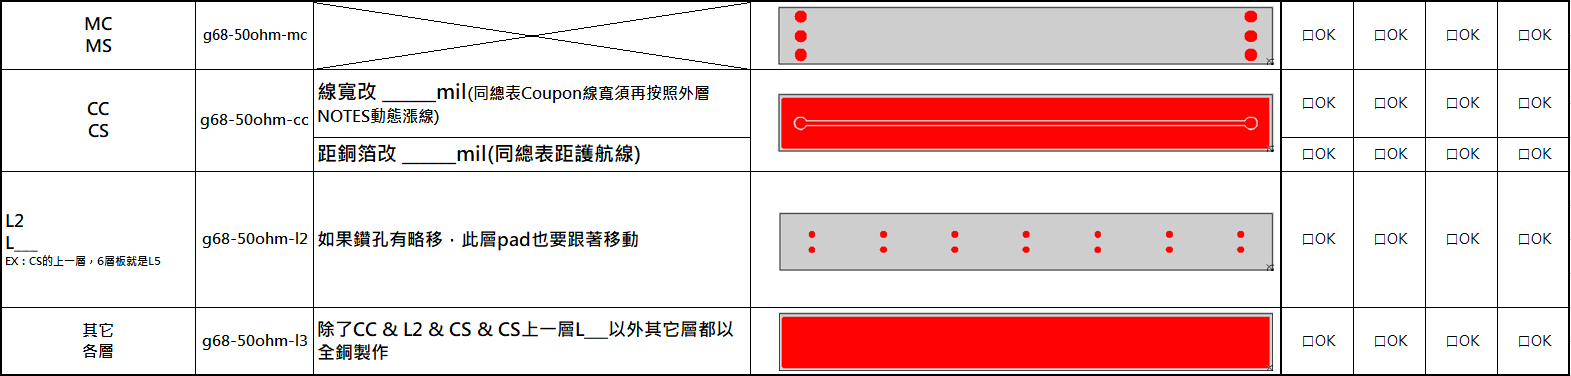 MC
MS
g68-50ohm-mc
□OK □OK □OK □OK
CC
CS
g68-50ohm-cc
線寬改 ______mil(同總表Coupon線寬須再按照外層
NOTES動態漲線)
□OK □OK □OK □OK
距銅箔改 ______mil(同總表距護航線)
□OK □OK □OK □OK
L2
L___
EX：CS的上一層，6層板就是L5
g68-50ohm-l2
如果鑽孔有略移，此層pad也要跟著移動
□OK □OK □OK □OK
其它
各層
g68-50ohm-l3
除了CC & L2 & CS & CS上一層L___以外其它層都以
全銅製作
□OK □OK □OK □OK